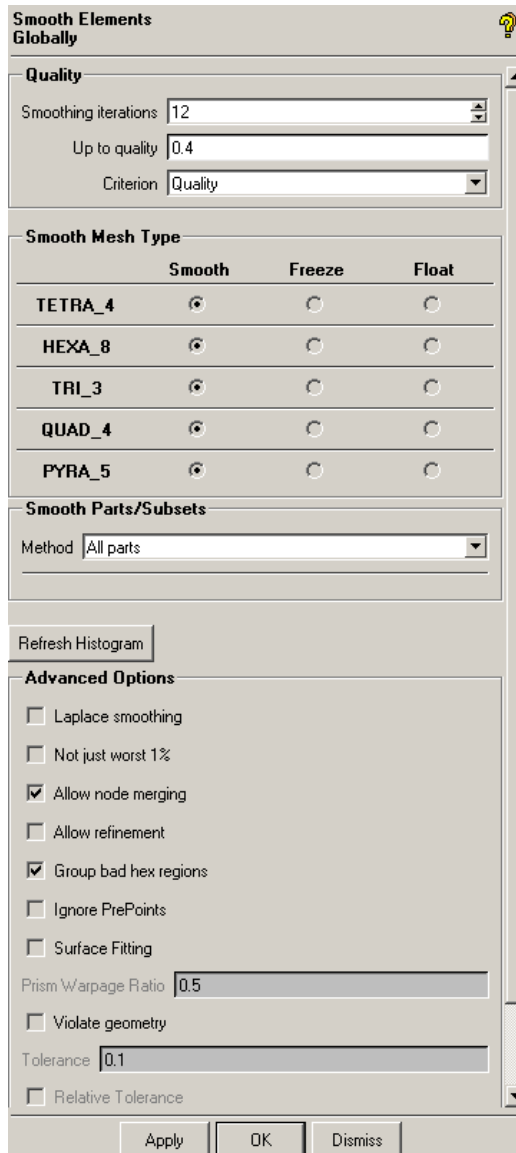 Smooth Elements
Globally
Quality
Smoothing iterations 12
Up to quality 0.4
Criterion Quality
Smooth Mesh Type
Smooth Freeze Float
TETRA_4
HEXA_8
TRI_3
QUAD_4
PYRA_5
Smooth Parts/Subsets
Method All parts
Refresh Histogram
Advanced Options
Laplace smoothing
Not just worst 1%
Allow node merging
Allow refinement
Group bad hex regions
Ignore PrePoints
Surface Fitting
Prism Warpage Ratio 0.5
Violate geometry
Tolerance 0.1
Relative Tolerance
Apply OK Dismiss